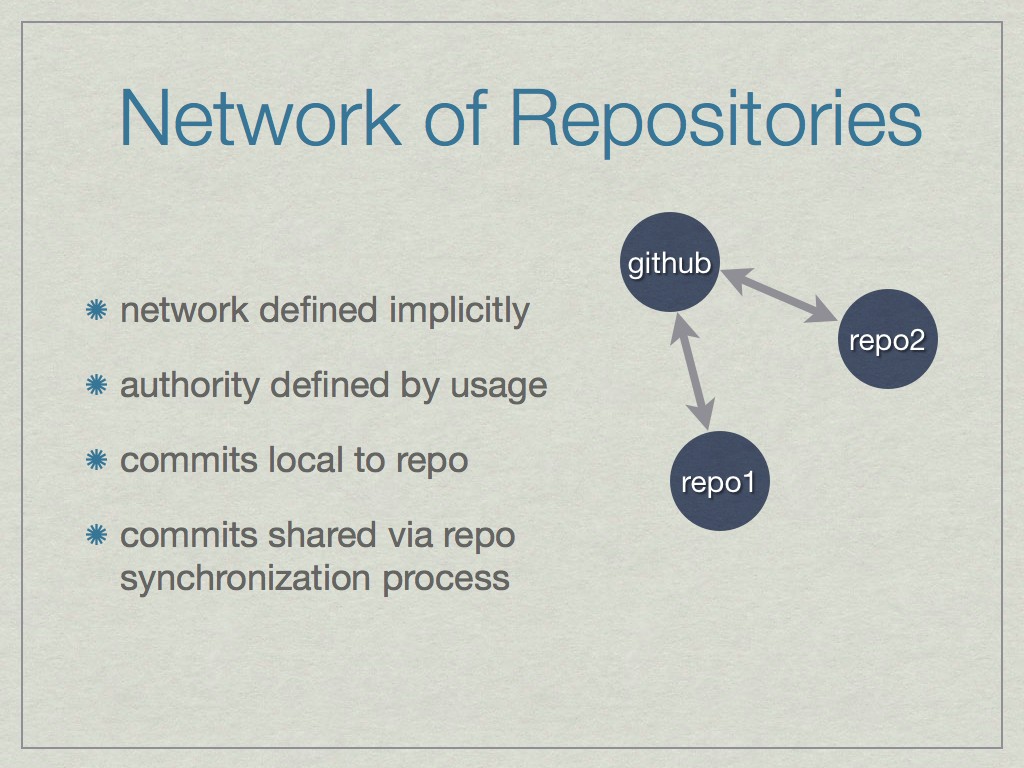 Network of Repositories
network defined implicitly
authority defined by usage
commits local to repo
commits shared via repo
synchronization process
github
repo2
repo1